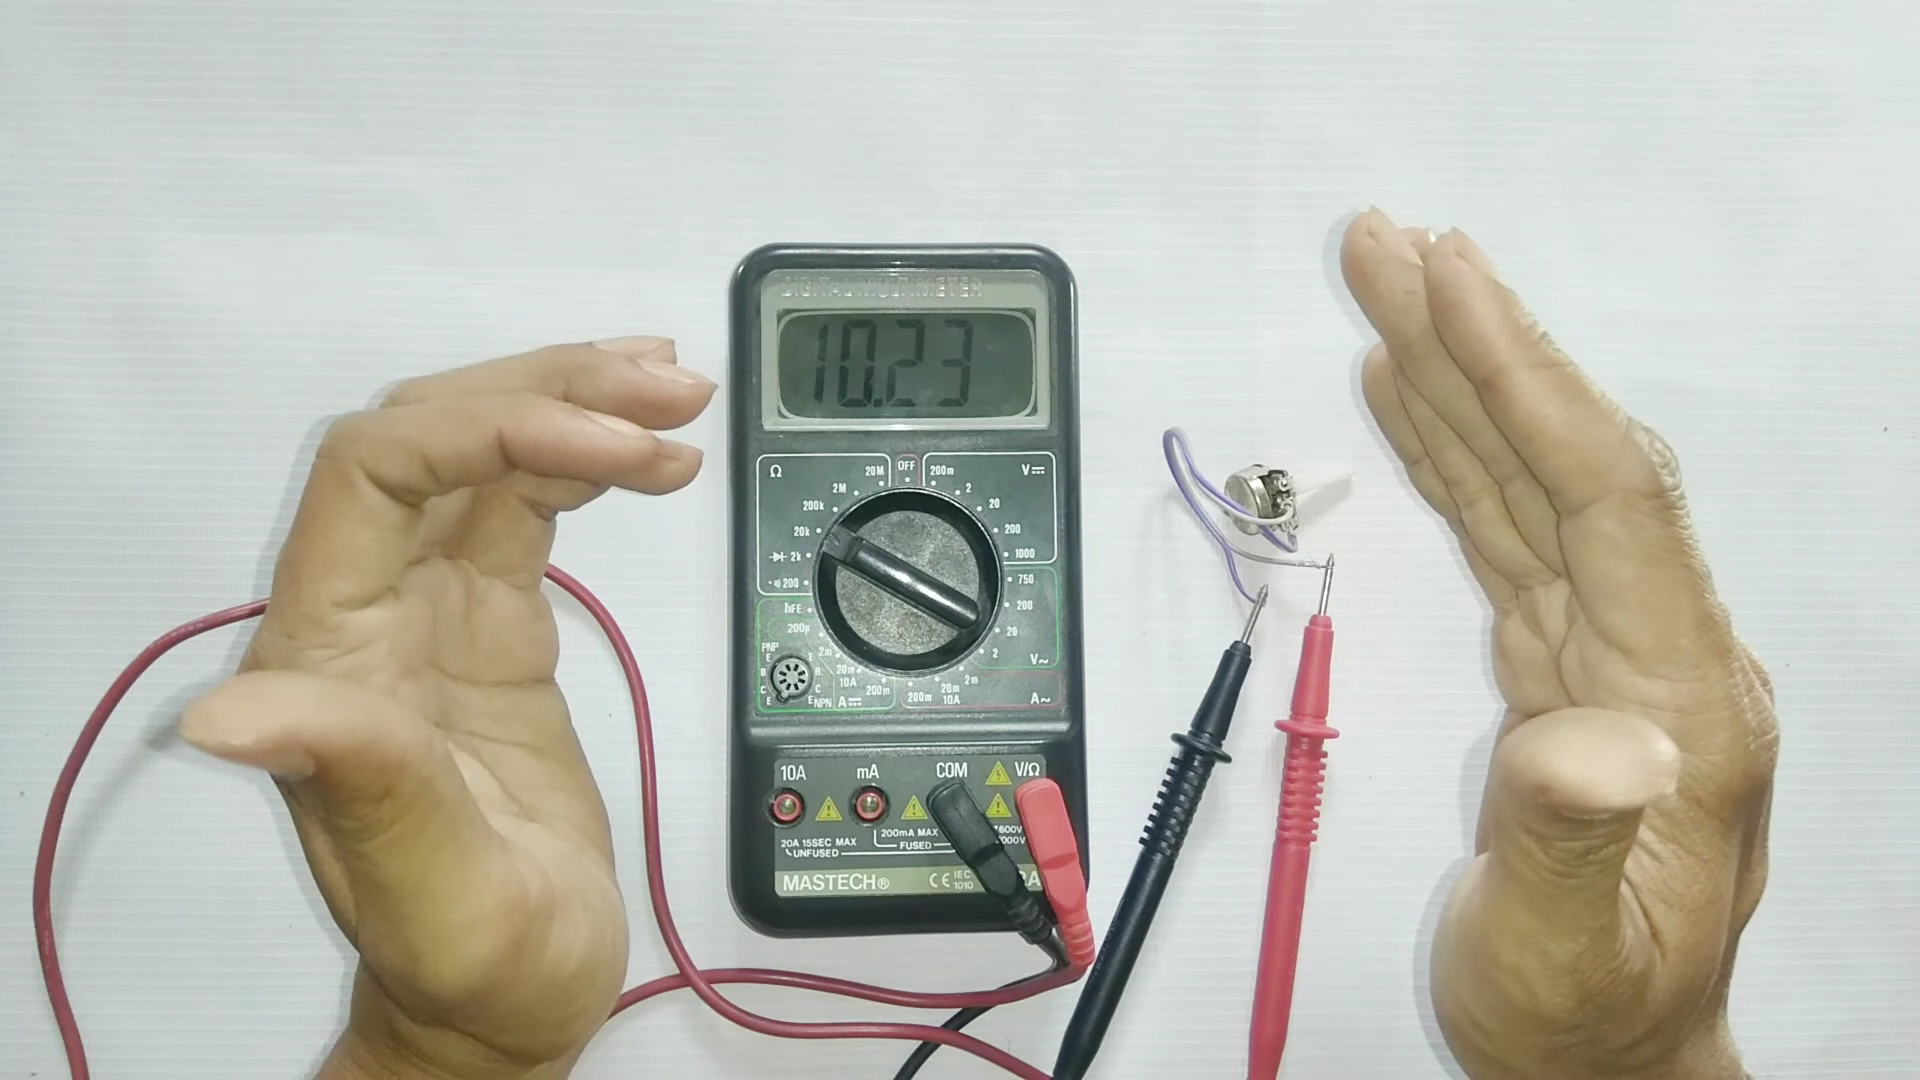 DIGITAL MULTIMETER
10.23
Ω 20M OFF 200m V⎓
2M 2
200k 20
20k 200
2k 1000
200 750
hFE 200
200μ 20
PNP 2m 2 V~
E E
B 20m 2m
B 10A 200m 200m 20m
C C 10A
E E NPN A⎓ A~
10A mA COM V/Ω
20A 15SEC MAX 200mA MAX 600V
UNFUSED FUSED 000V
MASTECH® CE IEC
1010